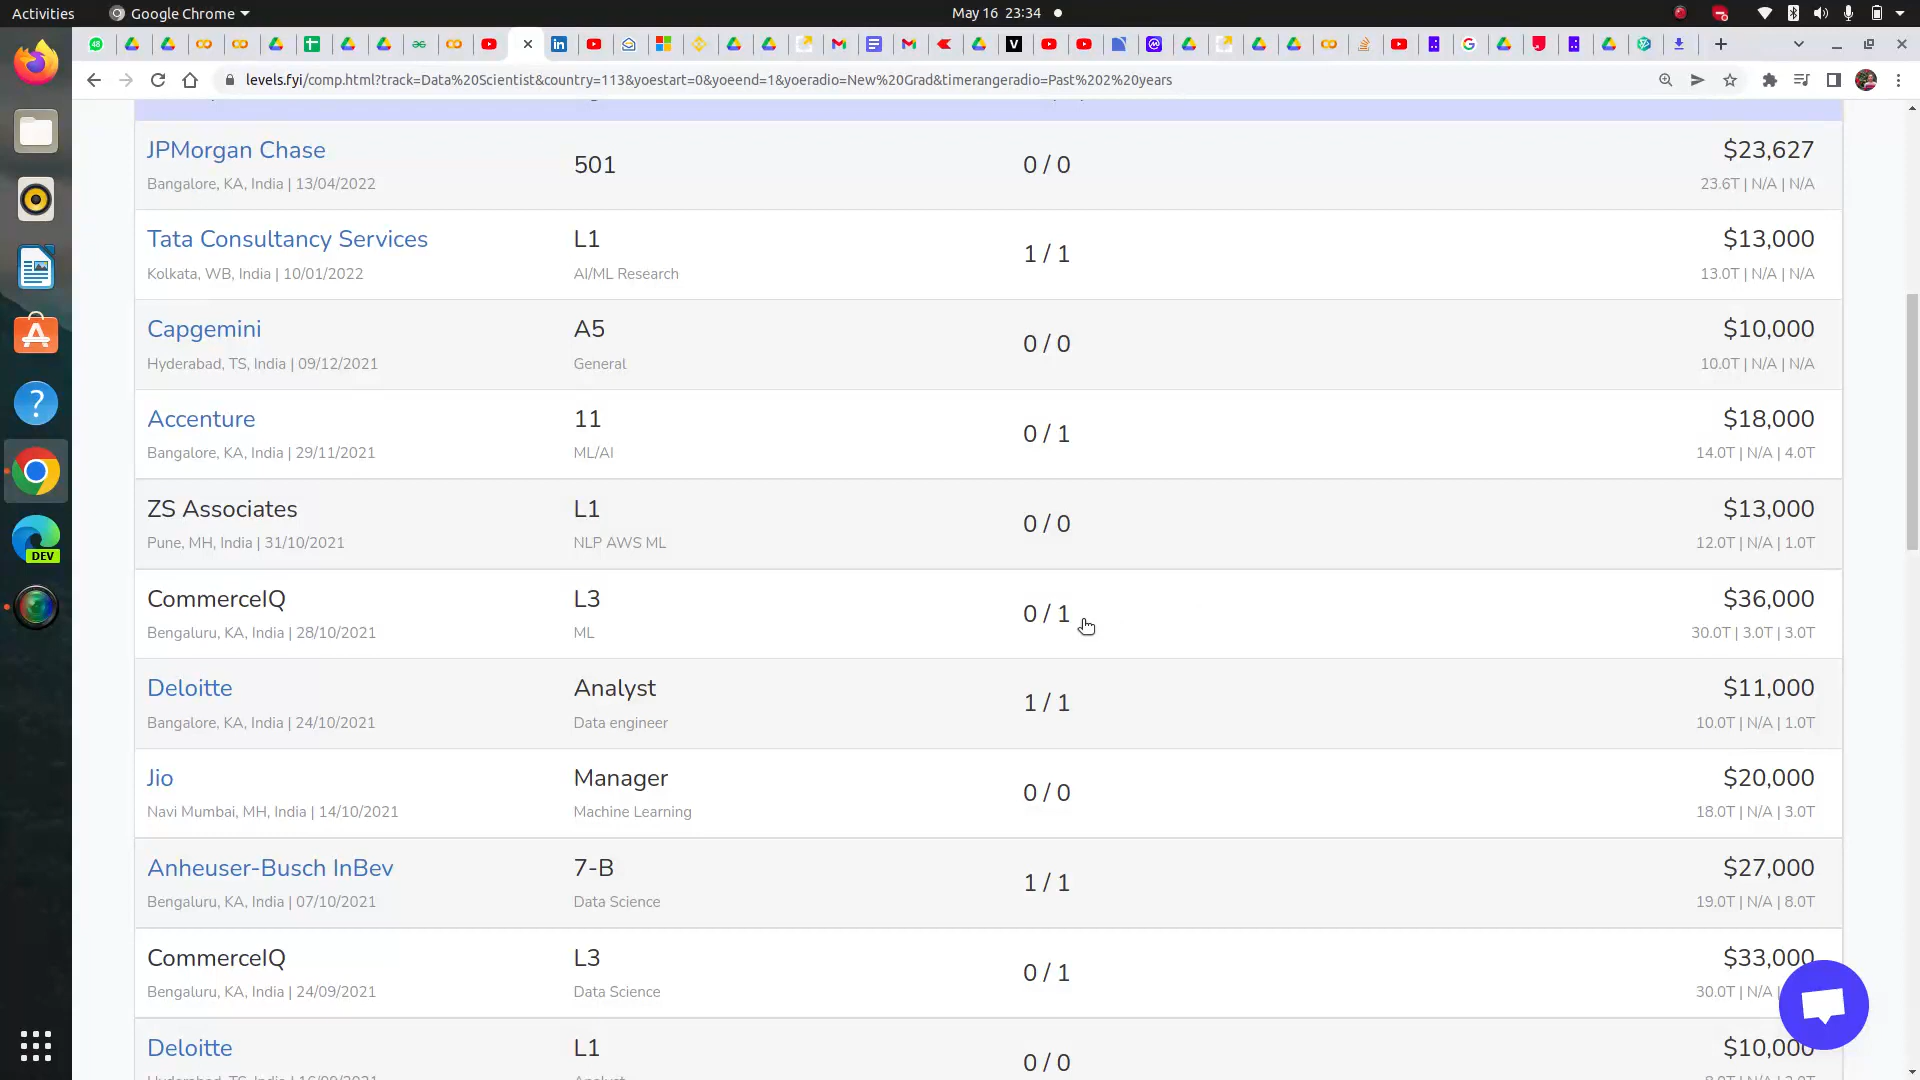 Activities
Google Chrome
May 16 23:34
48
levels.fyi/comp.html?track=Data%20Scientist&country=113&yoestart=0&yoeend=1&yoeradio=New%20Grad&timerangeradio=Past%202%20years
JPMorgan Chase 501 0 / 0 $23,627
Bangalore, KA, India | 13/04/2022 23.6T | N/A | N/A
Tata Consultancy Services L1 1 / 1 $13,000
Kolkata, WB, India | 10/01/2022 AI/ML Research 13.0T | N/A | N/A
Capgemini A5 0 / 0 $10,000
Hyderabad, TS, India | 09/12/2021 General 10.0T | N/A | N/A
Accenture 11 0 / 1 $18,000
Bangalore, KA, India | 29/11/2021 ML/AI 14.0T | N/A | 4.0T
ZS Associates L1 0 / 0 $13,000
Pune, MH, India | 31/10/2021 NLP AWS ML 12.0T | N/A | 1.0T
CommerceIQ L3 0 / 1 $36,000
Bengaluru, KA, India | 28/10/2021 ML 30.0T | 3.0T | 3.0T
DEV
Deloitte Analyst 1 / 1 $11,000
Bangalore, KA, India | 24/10/2021 Data engineer 10.0T | N/A | 1.0T
Jio Manager 0 / 0 $20,000
Navi Mumbai, MH, India | 14/10/2021 Machine Learning 18.0T | N/A | 3.0T
Anheuser-Busch InBev 7-B 1 / 1 $27,000
Bengaluru, KA, India | 07/10/2021 Data Science 19.0T | N/A | 8.0T
CommerceIQ L3 0 / 1 $33,000
Bengaluru, KA, India | 24/09/2021 Data Science 30.0T | N/A |
Deloitte L1 0 / 0 $10,000